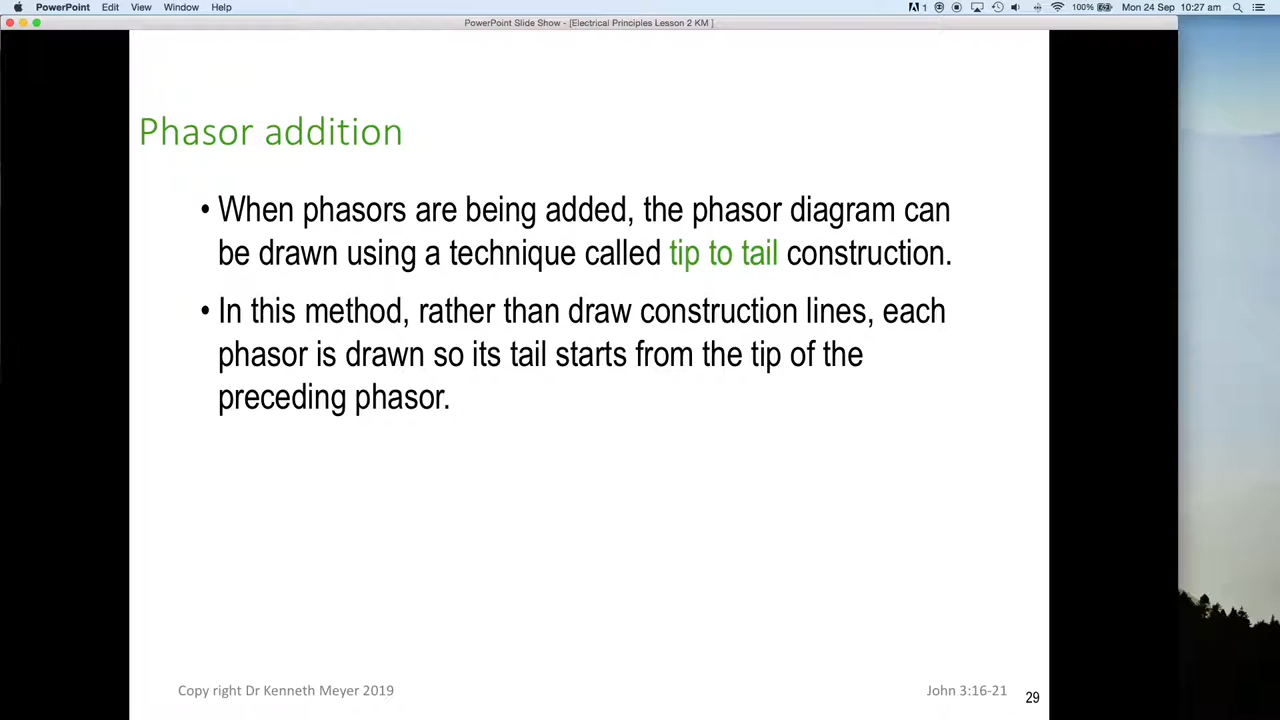 PowerPoint Edit View Window Help
1 100% Mon 24 Sep 10:27 am
PowerPoint Slide Show - [Electrical Principles Lesson 2 KM ]
Phasor addition
• When phasors are being added, the phasor diagram can
be drawn using a technique called tip to tail construction.
• In this method, rather than draw construction lines, each
phasor is drawn so its tail starts from the tip of the
preceding phasor.
Copy right Dr Kenneth Meyer 2019
John 3:16-21
29